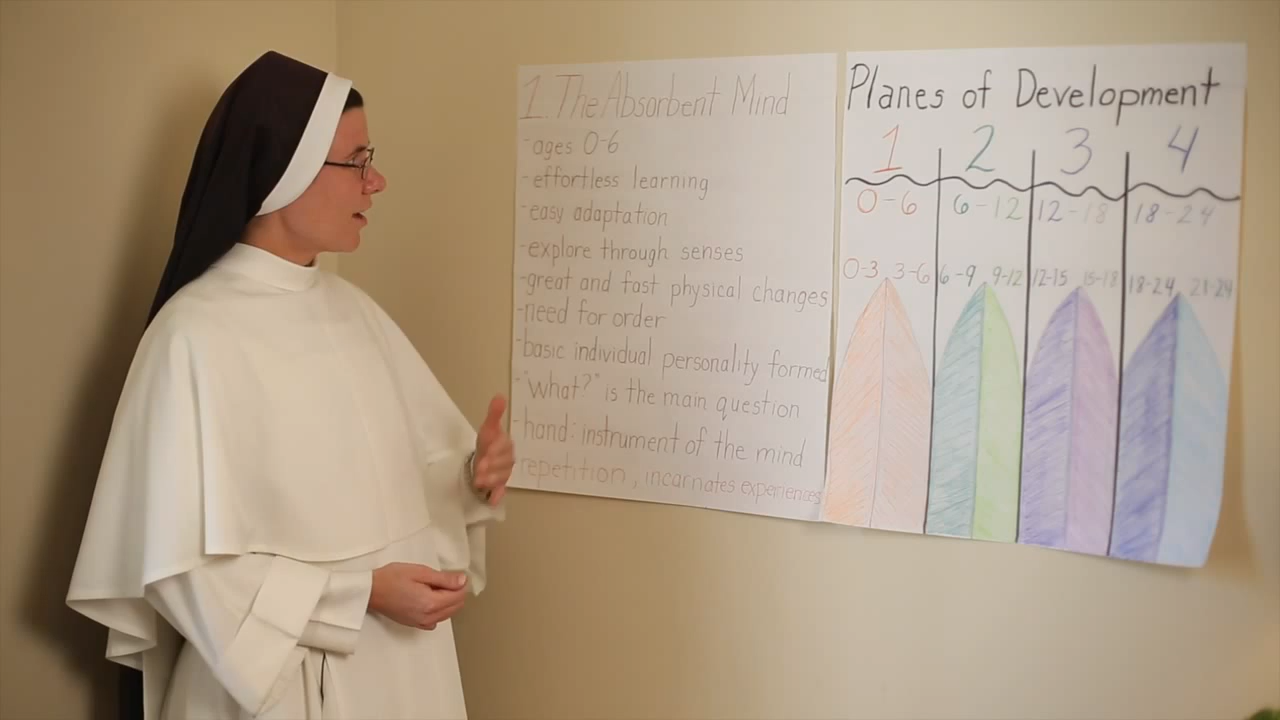 1. The Absorbent Mind
-ages 0-6
-effortless learning
-easy adaptation
-explore through senses
-great and fast physical changes
-need for order
-basic individual personality formed
-"what?" is the main question
-hand: instrument of the mind
repetition, incarnates experiences
Planes of Development
1 2 3 4
0-6 6-12 12-18 18-24
0-3 3-6 6-9 9-12 12-15 15-18 18-24 21-24